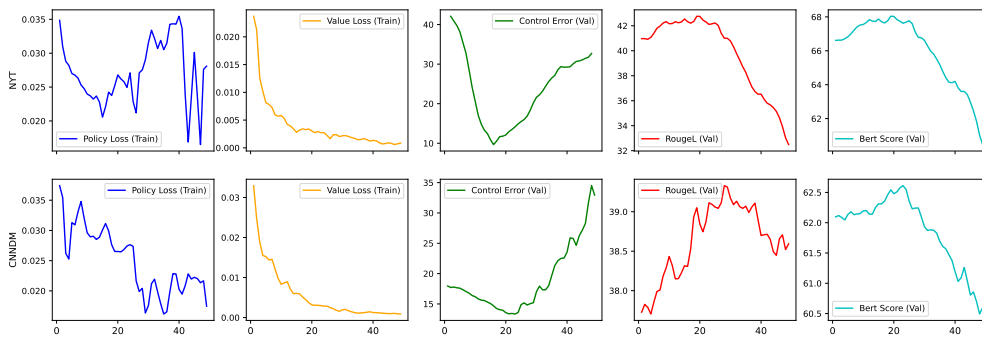 NYT
0.035
0.030
0.025
0.020
Policy Loss (Train)
0.020
0.015
0.010
0.005
0.000
Value Loss (Train)
40
30
20
10
Control Error (Val)
42
40
38
36
34
32
RougeL (Val)
68
66
64
62
Bert Score (Val)
CNNDM
0.035
0.030
0.025
0.020
0 20 40
Policy Loss (Train)
0.03
0.02
0.01
0.00
0 20 40
Value Loss (Train)
35
30
25
20
15
0 20 40
Control Error (Val)
39.0
38.5
38.0
0 20 40
RougeL (Val)
62.5
62.0
61.5
61.0
60.5
0 20 40
Bert Score (Val)